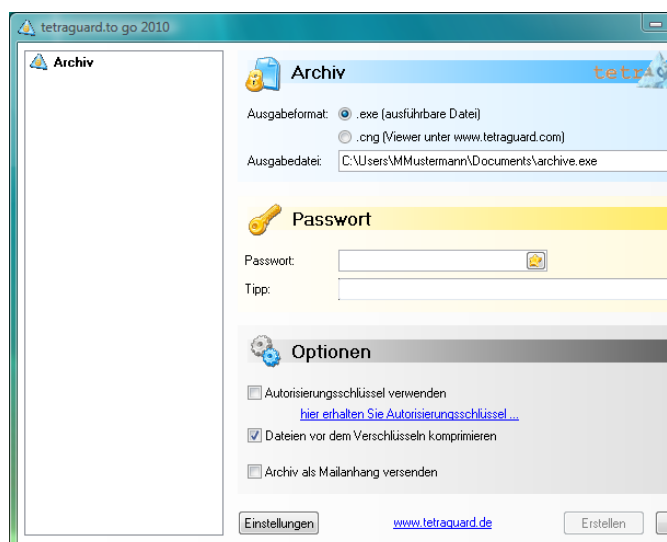 tetraguard.to go 2010
Archiv
Archiv
Ausgabeformat: .exe (ausführbare Datei)
.cng (Viewer unter www.tetraguard.com)
Ausgabedatei: C:\Users\MMustermann\Documents\archive.exe
Passwort
Passwort:
Tipp:
Optionen
Autorisierungsschlüssel verwenden
hier erhalten Sie Autorisierungsschlüssel ...
Dateien vor dem Verschlüsseln komprimieren
Archiv als Mailanhang versenden
Einstellungen www.tetraguard.de Erstellen